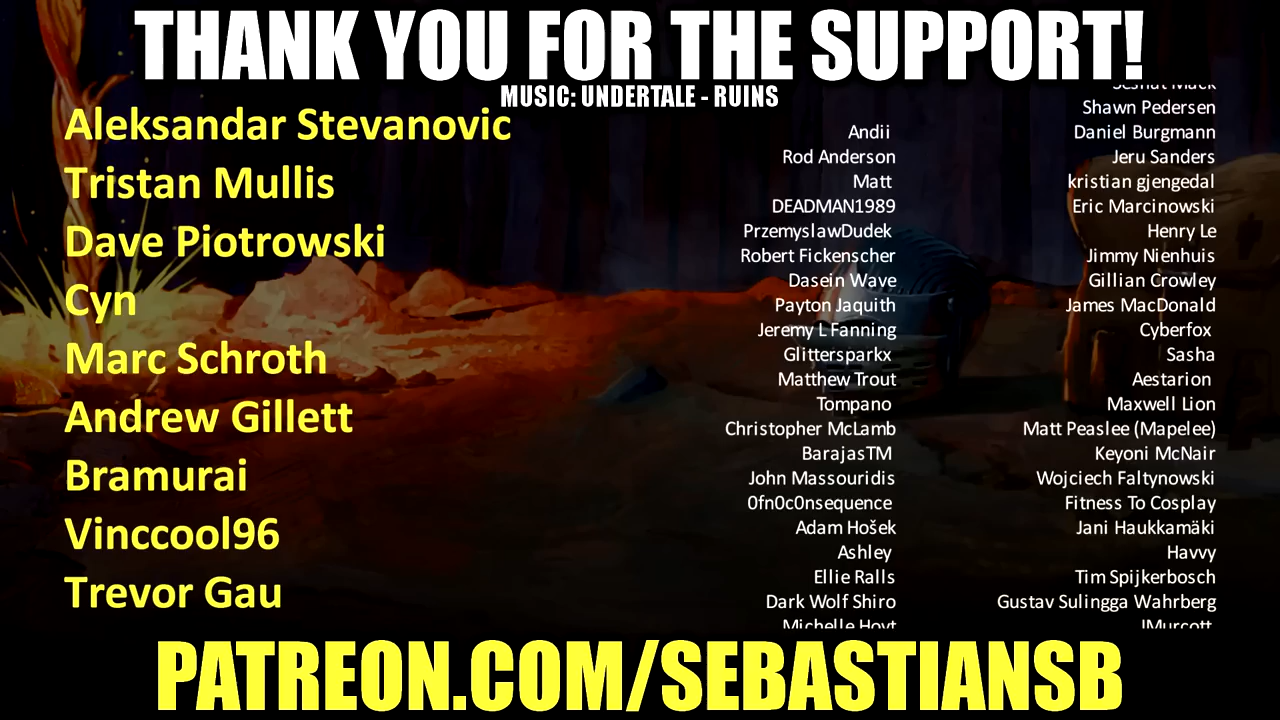 THANK YOU FOR THE SUPPORT!
MUSIC: UNDERTALE - RUINS
Aleksandar Stevanovic
Tristan Mullis
Dave Piotrowski
Cyn
Marc Schroth
Andrew Gillett
Bramurai
Vinccool96
Trevor Gau
Andii
Rod Anderson
Matt
DEADMAN1989
PrzemyslawDudek
Robert Fickenscher
Dasein Wave
Payton Jaquith
Jeremy L Fanning
Glittersparkx
Matthew Trout
Tompano
Christopher McLamb
BarajasTM
John Massouridis
0fn0c0nsequence
Adam Hošek
Ashley
Ellie Ralls
Dark Wolf Shiro
Michelle Hoyt
Shawn Pedersen
Daniel Burgmann
Jeru Sanders
kristian gjengedal
Eric Marcinowski
Henry Le
Jimmy Nienhuis
Gillian Crowley
James MacDonald
Cyberfox
Sasha
Aestarion
Maxwell Lion
Matt Peaslee (Mapelee)
Keyoni McNair
Wojciech Faltynowski
Fitness To Cosplay
Jani Haukkamäki
Havvy
Tim Spijkerbosch
Gustav Sulingga Wahrberg
JMurcott
PATREON.COM/SEBASTIANSB